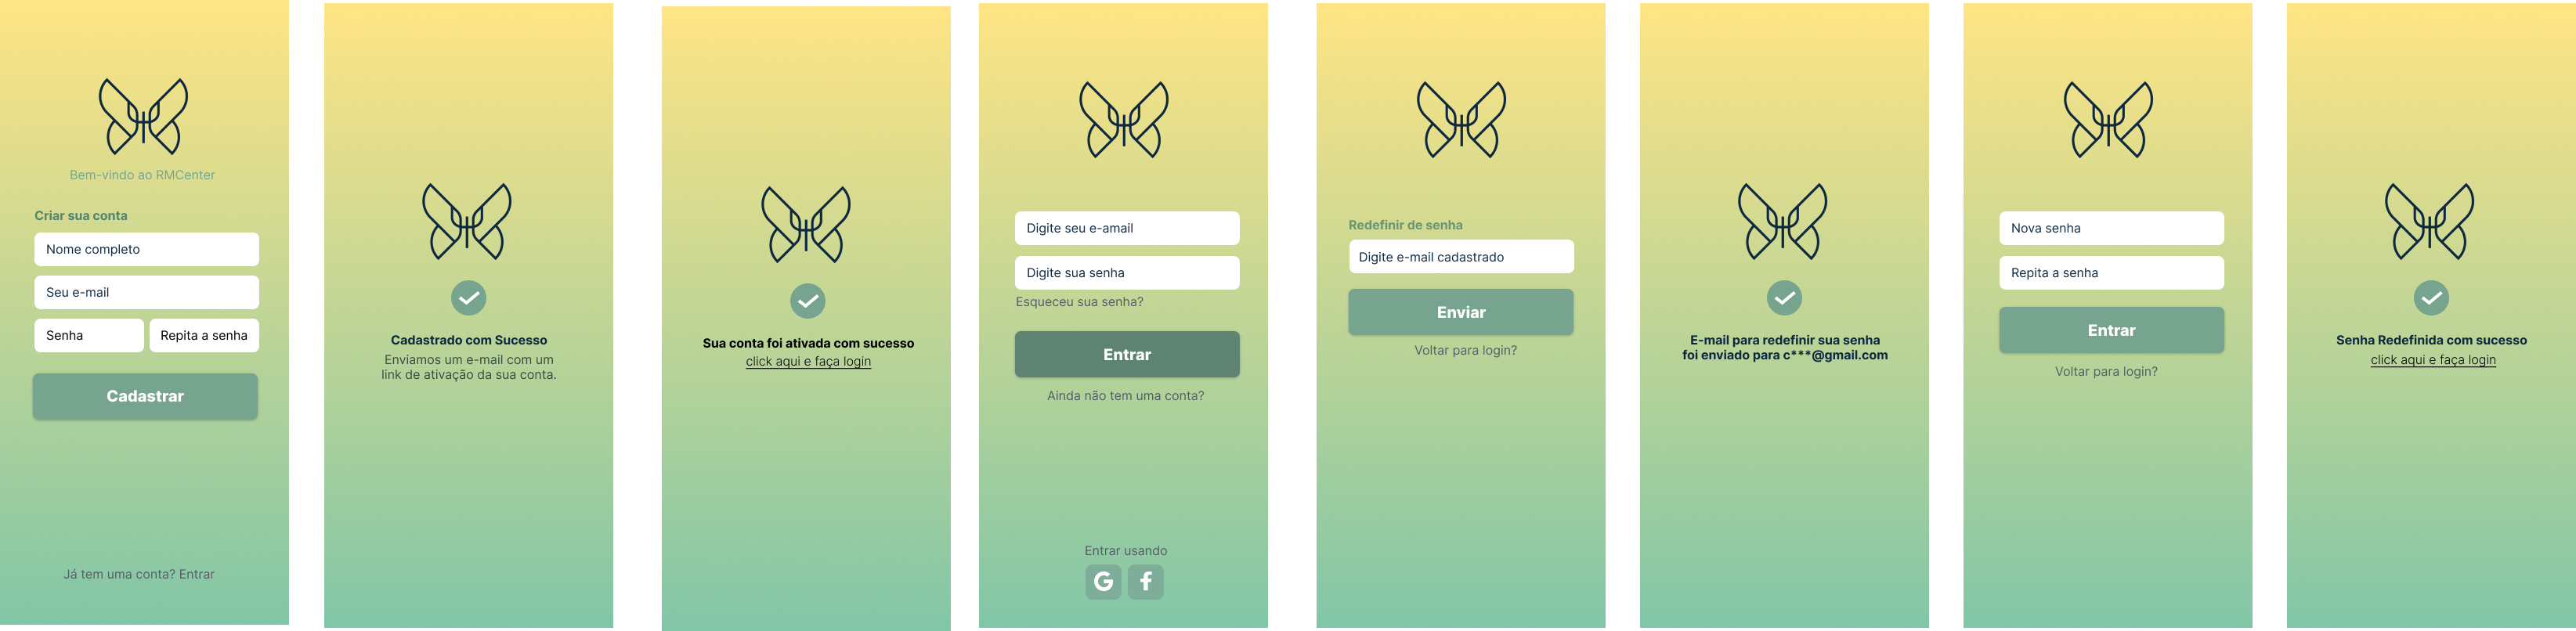 Bem-vindo ao RMCenter
Criar sua conta
Nome completo
Seu e-mail
Senha
Repita a senha
Cadastrar
Já tem uma conta? Entrar
Cadastrado com Sucesso
Enviamos um e-mail com um
link de ativação da sua conta.
Sua conta foi ativada com sucesso
click aqui e faça login
Digite seu e-amail
Digite sua senha
Esqueceu sua senha?
Entrar
Ainda não tem uma conta?
Entrar usando
G f
Redefinir de senha
Digite e-mail cadastrado
Enviar
Voltar para login?
E-mail para redefinir sua senha
foi enviado para c***@gmail.com
Nova senha
Repita a senha
Entrar
Voltar para login?
Senha Redefinida com sucesso
click aqui e faça login